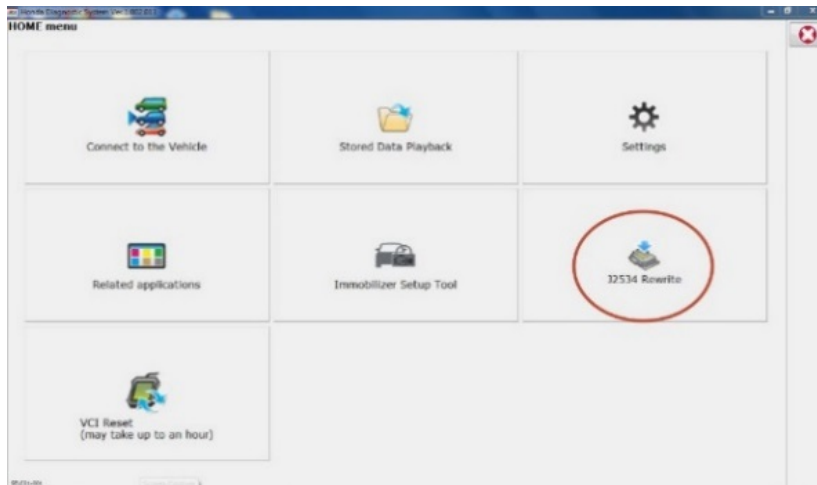 HOME menu
Connect to the Vehicle
Stored Data Playback
Settings
Related applications
Immobilizer Setup Tool
J2534 Rewrite
VCI Reset
(may take up to an hour)